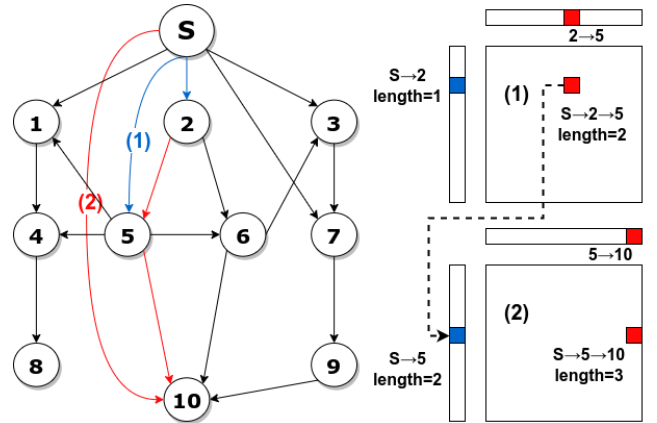 S
1
2
3
(1)
(2)
4
5
6
7
8
9
10
2→5
S→2
length=1
(1)
S→2→5
length=2
5→10
S→5
length=2
(2)
S→5→10
length=3